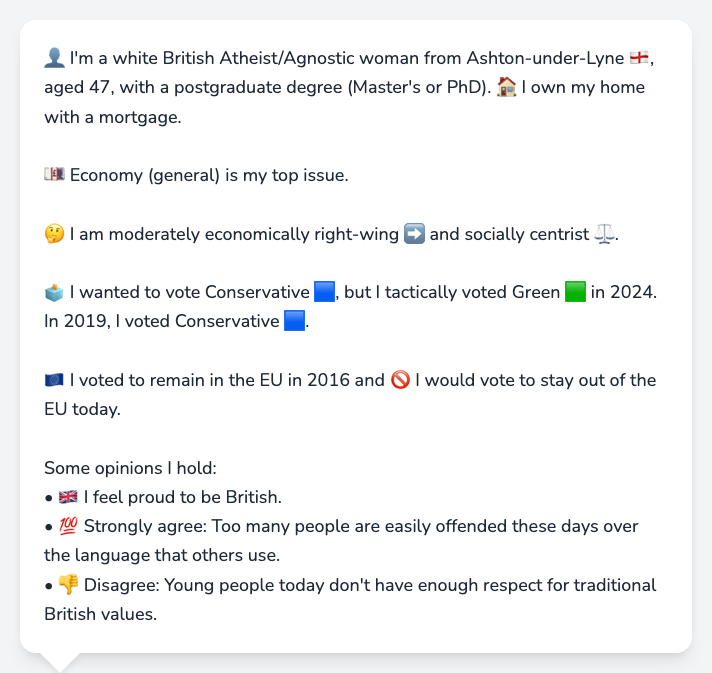 👤 I'm a white British Atheist/Agnostic woman from Ashton-under-Lyne 🏴󠁧󠁢󠁥󠁮󠁧󠁿,
aged 47, with a postgraduate degree (Master's or PhD). 🏠 I own my home
with a mortgage.
💷 Economy (general) is my top issue.
🤔 I am moderately economically right-wing ➡️ and socially centrist ⚖️.
🗳️ I wanted to vote Conservative 🟦, but I tactically voted Green 🟩 in 2024.
In 2019, I voted Conservative 🟦.
🇪🇺 I voted to remain in the EU in 2016 and 🚫 I would vote to stay out of the
EU today.
Some opinions I hold:
• 🇬🇧 I feel proud to be British.
• 💯 Strongly agree: Too many people are easily offended these days over
the language that others use.
• 👎 Disagree: Young people today don't have enough respect for traditional
British values.